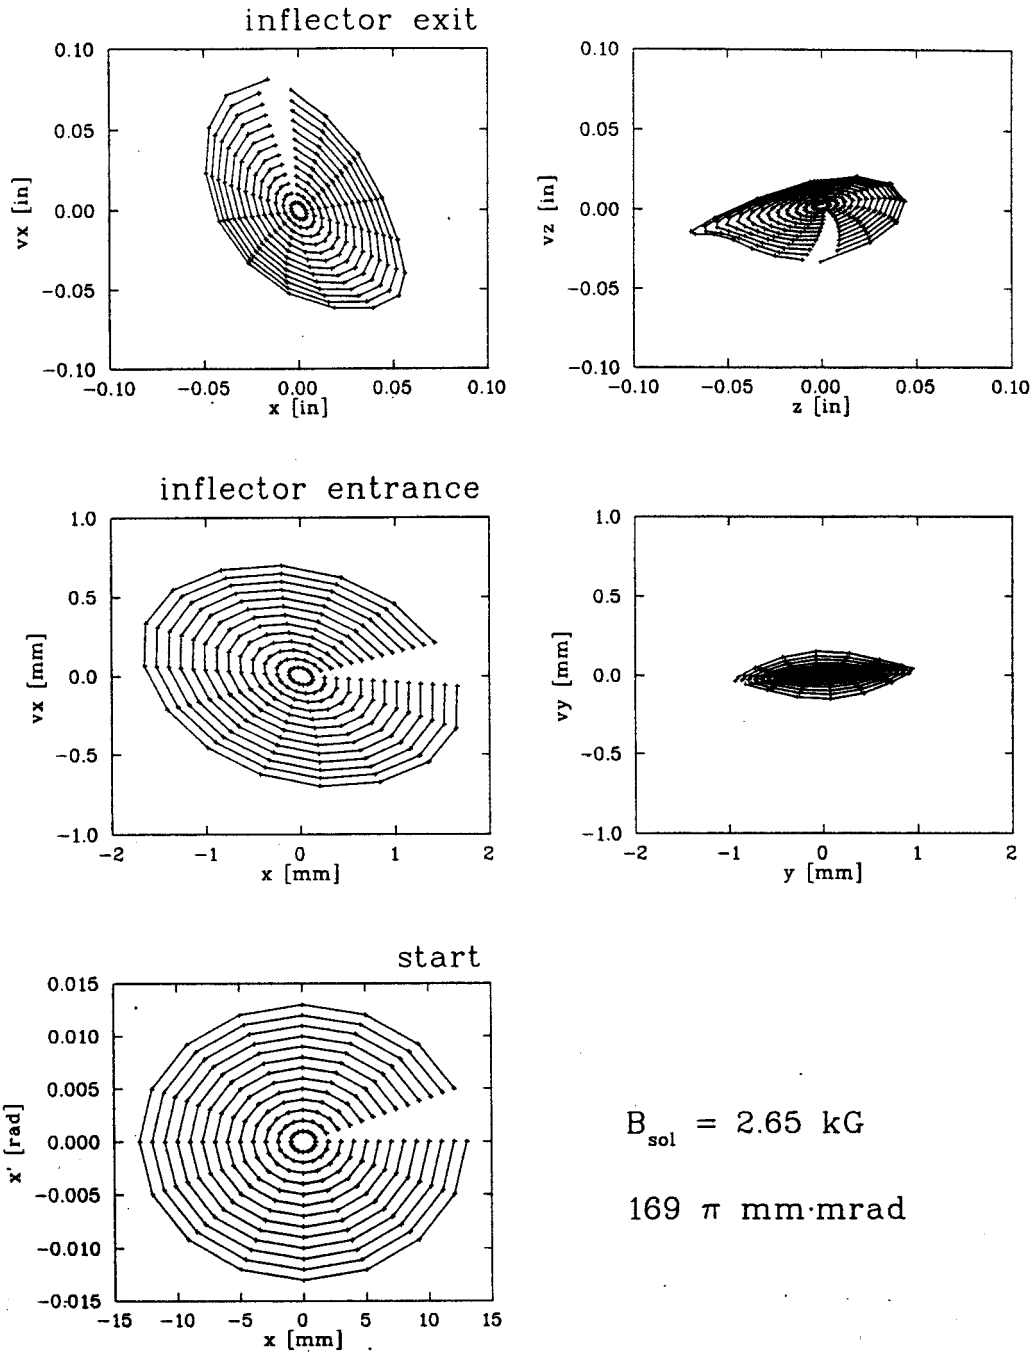 inflector exit
0.10
0.05
0.00
−0.05
−0.10
vx [in]
−0.10 −0.05 0.00 0.05 0.10
x [in]
0.10
0.05
0.00
−0.05
−0.10
vz [in]
−0.10 −0.05 0.00 0.05 0.10
z [in]
inflector entrance
1.0
0.5
0.0
−0.5
−1.0
vx [mm]
−2 −1 0 1 2
x [mm]
1.0
0.5
0.0
−0.5
−1.0
vy [mm]
−2 −1 0 1 2
y [mm]
start
0.015
0.010
0.005
0.000
−0.005
−0.010
−0.015
x' [rad]
−15 −10 −5 0 5 10 15
x [mm]
B_sol = 2.65 kG
169 π mm·mrad